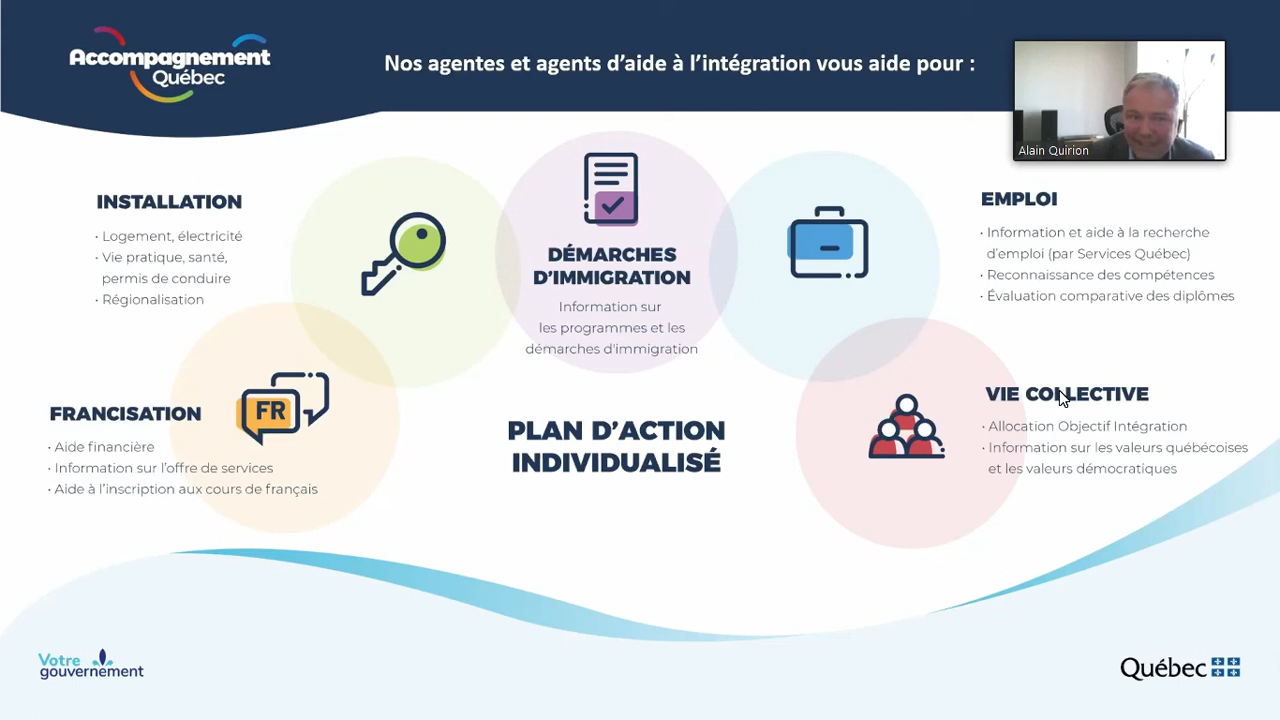 Accompagnement
Québec
Nos agentes et agents d’aide à l’intégration vous aide pour :
Alain Quirion
INSTALLATION
• Logement, électricité
• Vie pratique, santé,
permis de conduire
• Régionalisation
DÉMARCHES
D’IMMIGRATION
Information sur
les programmes et les
démarches d'immigration
EMPLOI
• Information et aide à la recherche
d’emploi (par Services Québec)
• Reconnaissance des compétences
• Évaluation comparative des diplômes
FRANCISATION
• Aide financière
• Information sur l’offre de services
• Aide à l’inscription aux cours de français
FR
PLAN D’ACTION
INDIVIDUALISÉ
VIE COLLECTIVE
• Allocation Objectif Intégration
• Information sur les valeurs québécoises
et les valeurs démocratiques
Votre
gouvernement
Québec